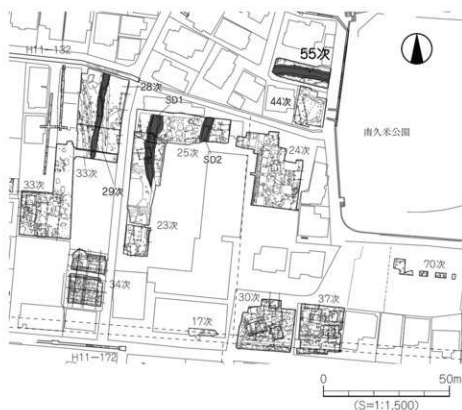 H11-132
55次
28次
SD1
44次
南久米公園
25次
SD2
24次
33次
33次
29次
23次
70次
34次
30次
37次
17次
H11-172
0
50m
(S=1:1,500)